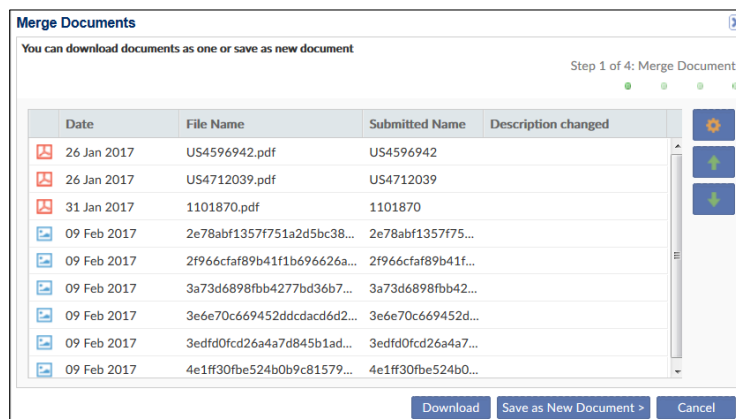 Merge Documents
You can download documents as one or save as new document
Step 1 of 4: Merge Document
Date File Name Submitted Name Description changed
26 Jan 2017 US4596942.pdf US4596942
26 Jan 2017 US4712039.pdf US4712039
31 Jan 2017 1101870.pdf 1101870
09 Feb 2017 2e78abf1357f751a2d5bc38... 2e78abf1357f75...
09 Feb 2017 2f966cfaf89b41f1b696626a... 2f966cfaf89b41f...
09 Feb 2017 3a73d6898fbb4277bd36b7... 3a73d6898fbb42...
09 Feb 2017 3e6e70c669452ddcdacd6d2... 3e6e70c669452d...
09 Feb 2017 3edfd0fcd26a4a7d845b1ad... 3edfd0fcd26a4a7...
09 Feb 2017 4e1ff30fbe524b0b9c81579... 4e1ff30fbe524b0...
Download Save as New Document > Cancel